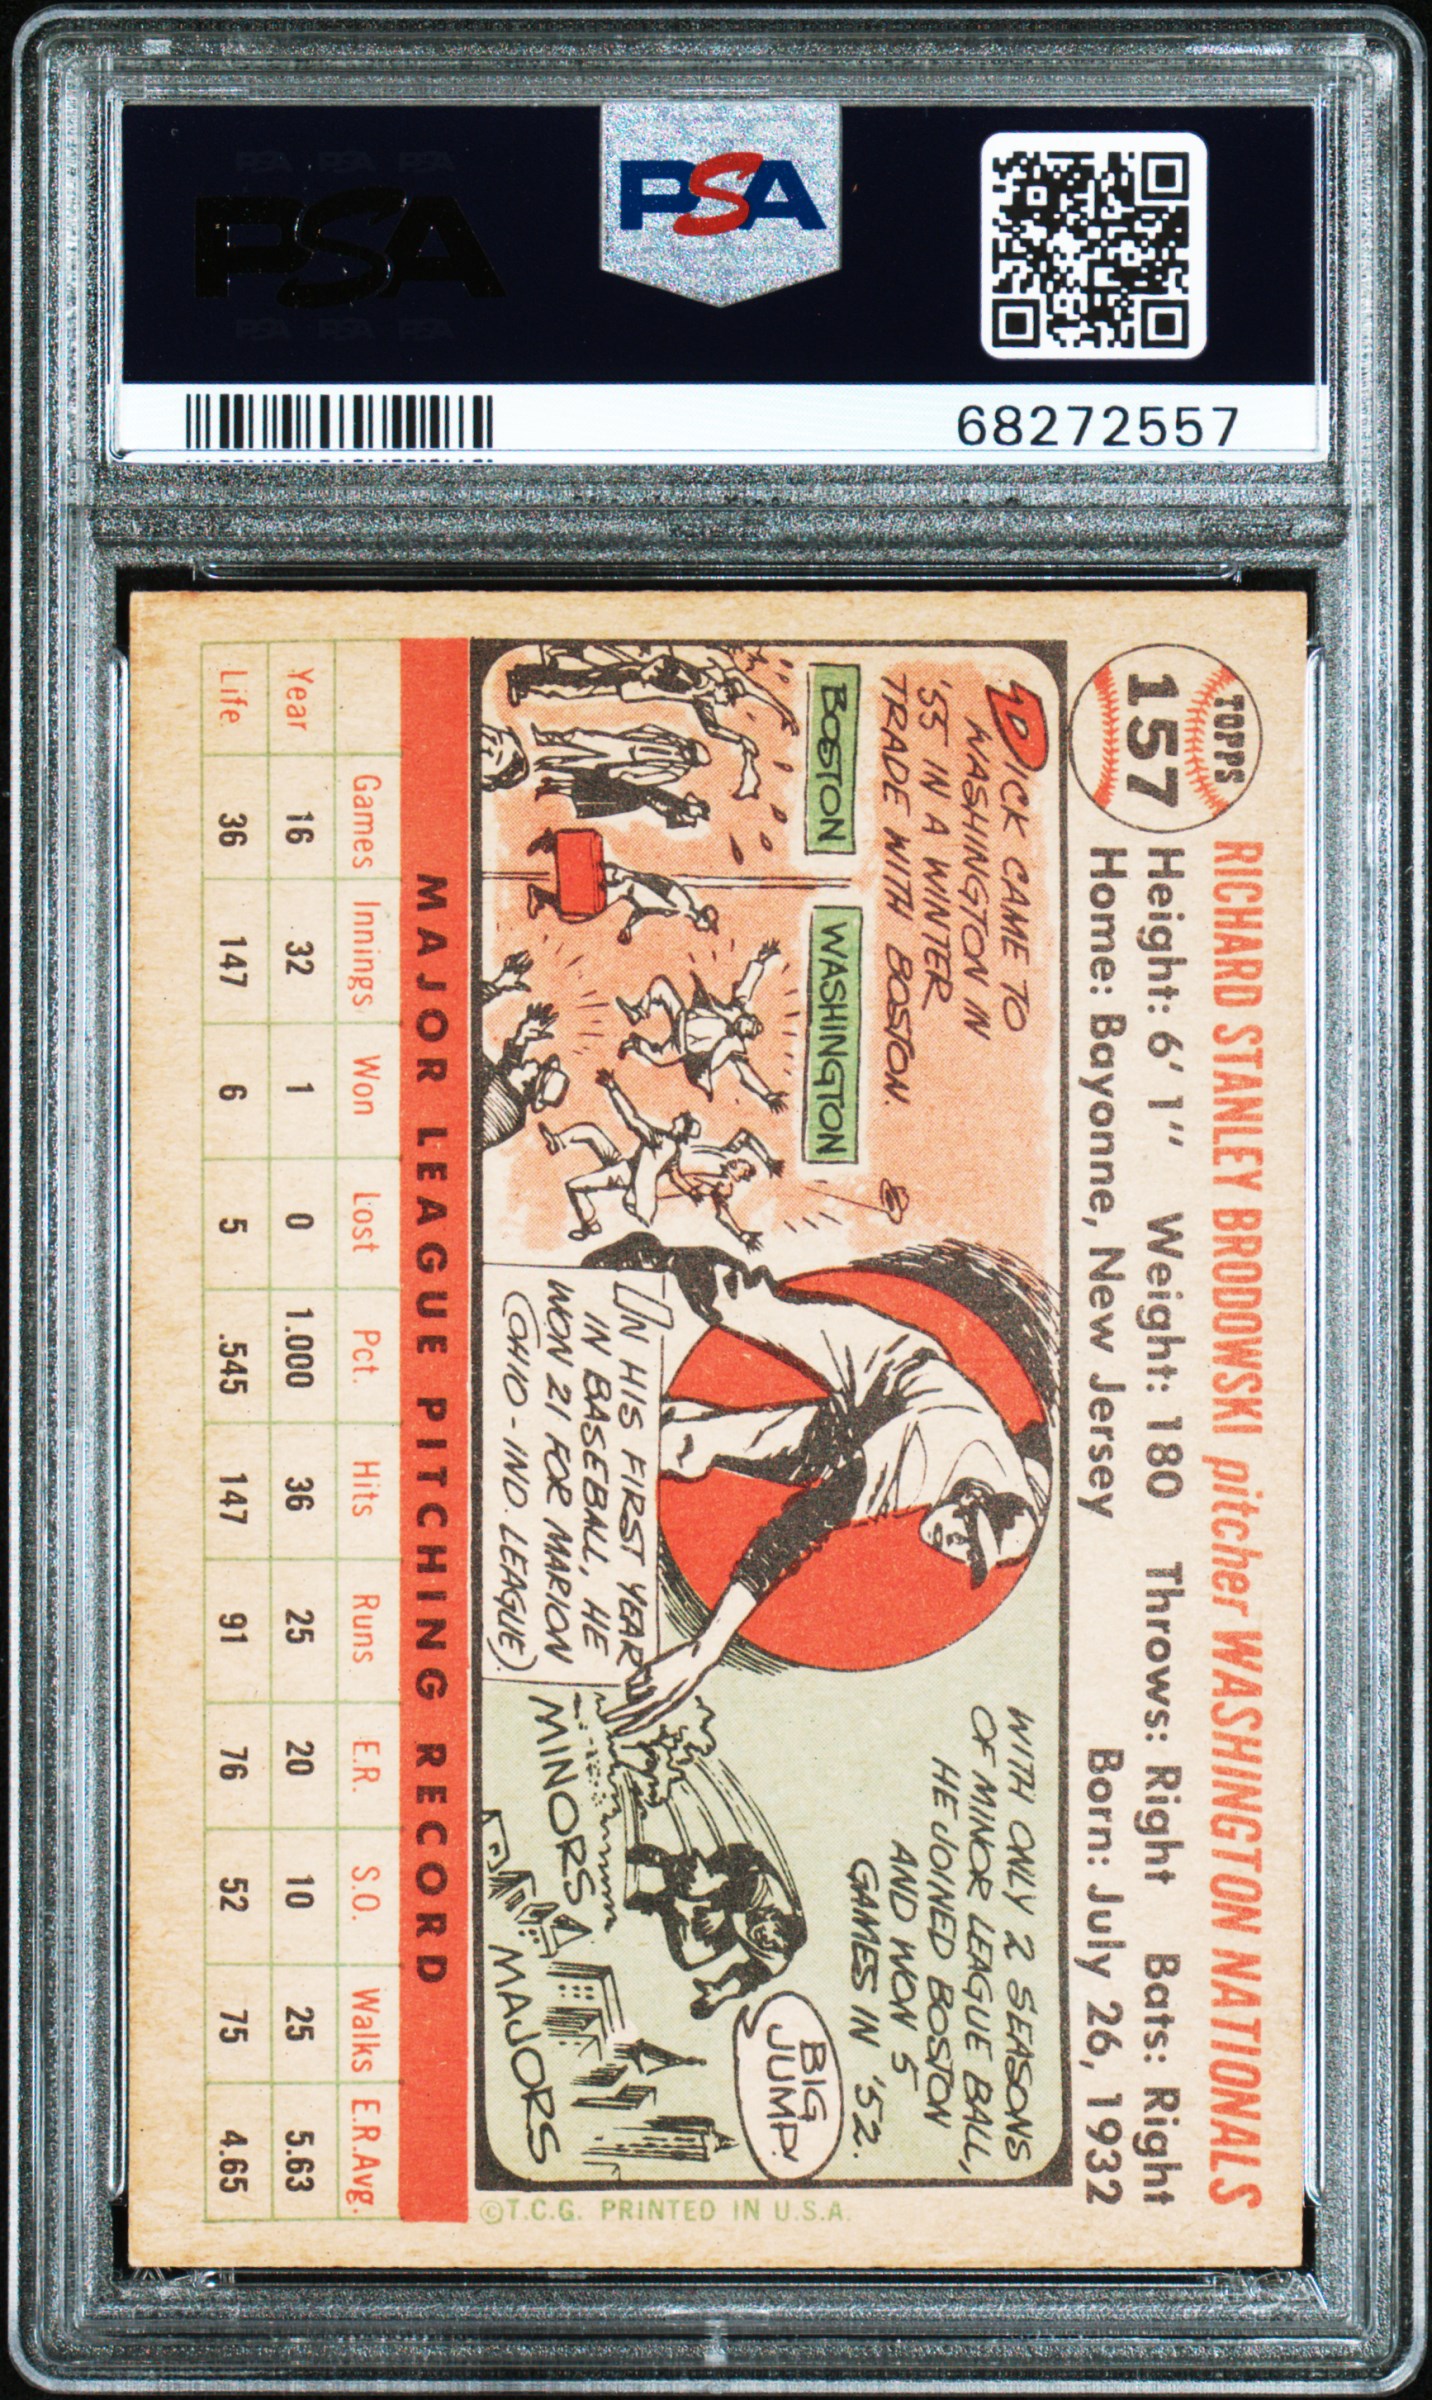 PSA PSA PSA
PSA
PSA PSA PSA
PSA
68272557
TOPPS
157
RICHARD STANLEY BRODOWSKI pitcher WASHINGTON NATIONALS
Height: 6' 1" Weight: 180 Throws: Right Bats: Right
Home: Bayonne, New Jersey Born: July 26, 1932
DICK CAME TO
WASHINGTON IN
'55 IN A WINTER
TRADE WITH BOSTON.
BOSTON
WASHINGTON
IN HIS FIRST YEAR
IN BASEBALL, HE
WON 21 FOR MARION
(OHIO-IND. LEAGUE).
WITH ONLY 2 SEASONS
OF MINOR LEAGUE BALL,
HE JOINED BOSTON
AND WON 5
GAMES IN '52.
BIG
JUMP!
MINORS
MAJORS
©T.C.G. PRINTED IN U.S.A.
MAJOR LEAGUE PITCHING RECORD
Games Innings Won Lost Pct. Hits Runs E.R. S.O. Walks E.R.Avg.
Year 16 32 1 0 1.000 36 25 20 10 25 5.63
Life 36 147 6 5 .545 147 91 76 52 75 4.65